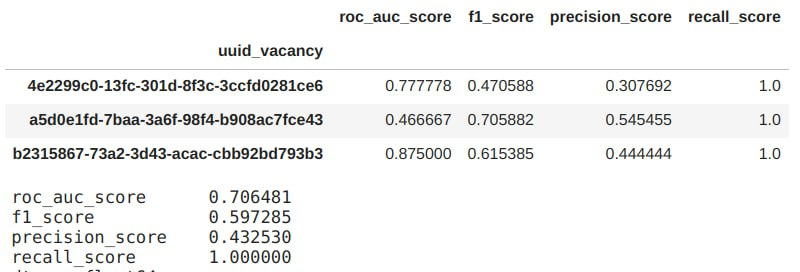 roc_auc_score f1_score precision_score recall_score
uuid_vacancy
4e2299c0-13fc-301d-8f3c-3ccfd0281ce6 0.777778 0.470588 0.307692 1.0
a5d0e1fd-7baa-3a6f-98f4-b908ac7fce43 0.466667 0.705882 0.545455 1.0
b2315867-73a2-3d43-acac-cbb92bd793b3 0.875000 0.615385 0.444444 1.0
roc_auc_score 0.706481
f1_score 0.597285
precision_score 0.432530
recall_score 1.000000